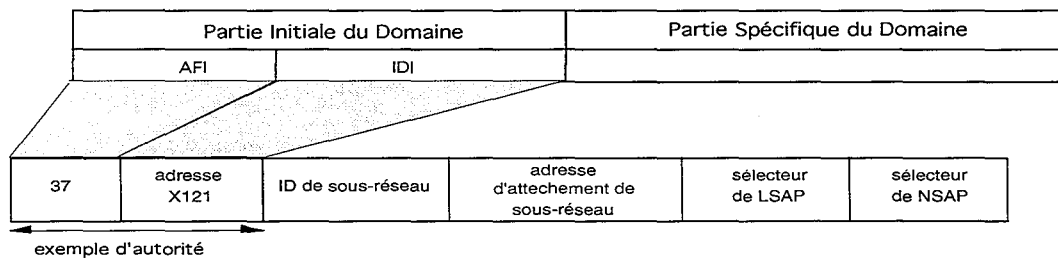 Partie Initiale du Domaine
Partie Spécifique du Domaine
AFI
IDI
37
adresse
X121
ID de sous-réseau
adresse
d'attechement de
sous-réseau
sélecteur
de LSAP
sélecteur
de NSAP
exemple d'autorité